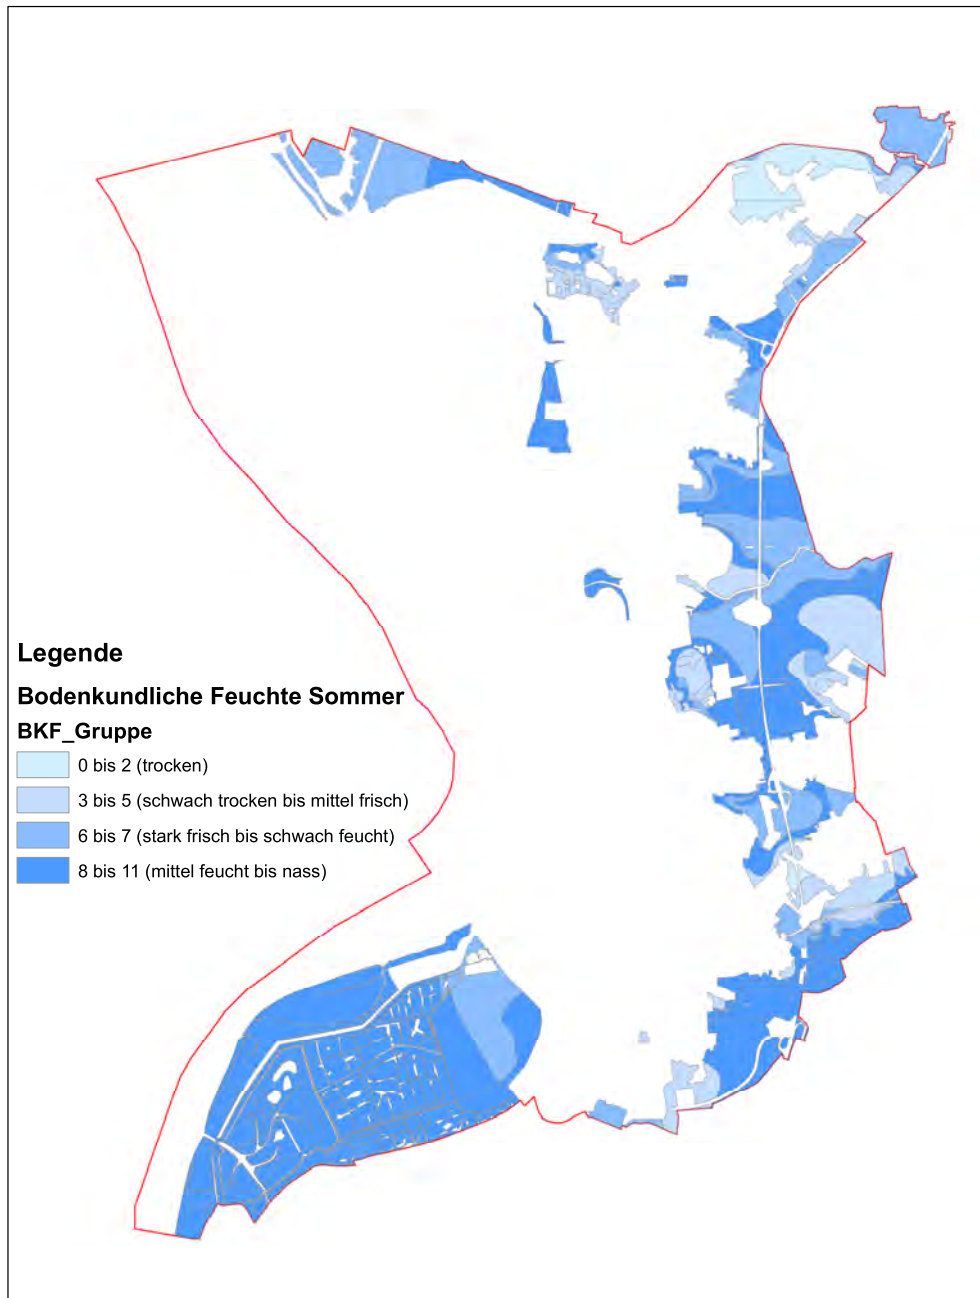 Legende
Bodenkundliche Feuchte Sommer
BKF_Gruppe
0 bis 2 (trocken)
3 bis 5 (schwach trocken bis mittel frisch)
6 bis 7 (stark frisch bis schwach feucht)
8 bis 11 (mittel feucht bis nass)